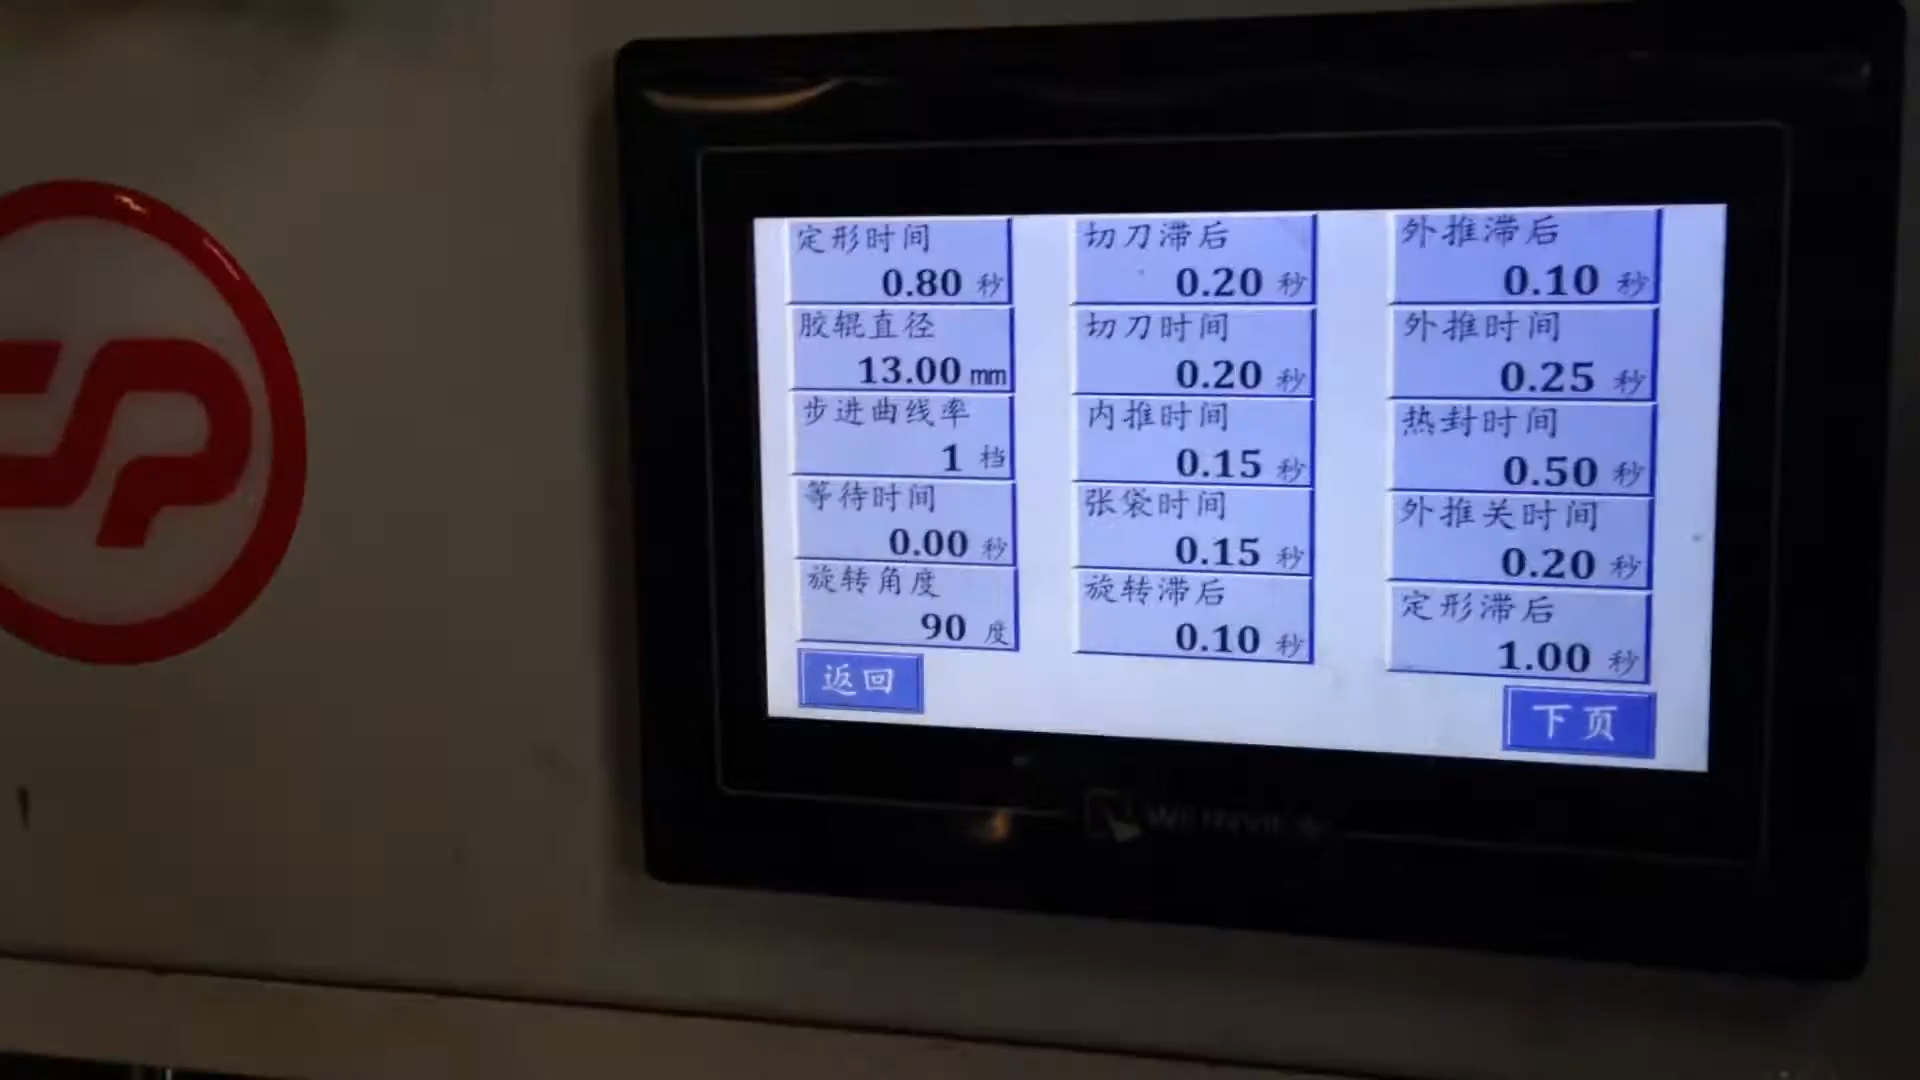 定形时间
0.80 秒
胶辊直径
13.00 mm
步进曲线率
1 档
等待时间
0.00 秒
旋转角度
90 度
返回
切刀滞后
0.20 秒
切刀时间
0.20 秒
内推时间
0.15 秒
张袋时间
0.15 秒
旋转滞后
0.10 秒
外推滞后
0.10 秒
外推时间
0.25 秒
热封时间
0.50 秒
外推关时间
0.20 秒
定形滞后
1.00 秒
下页